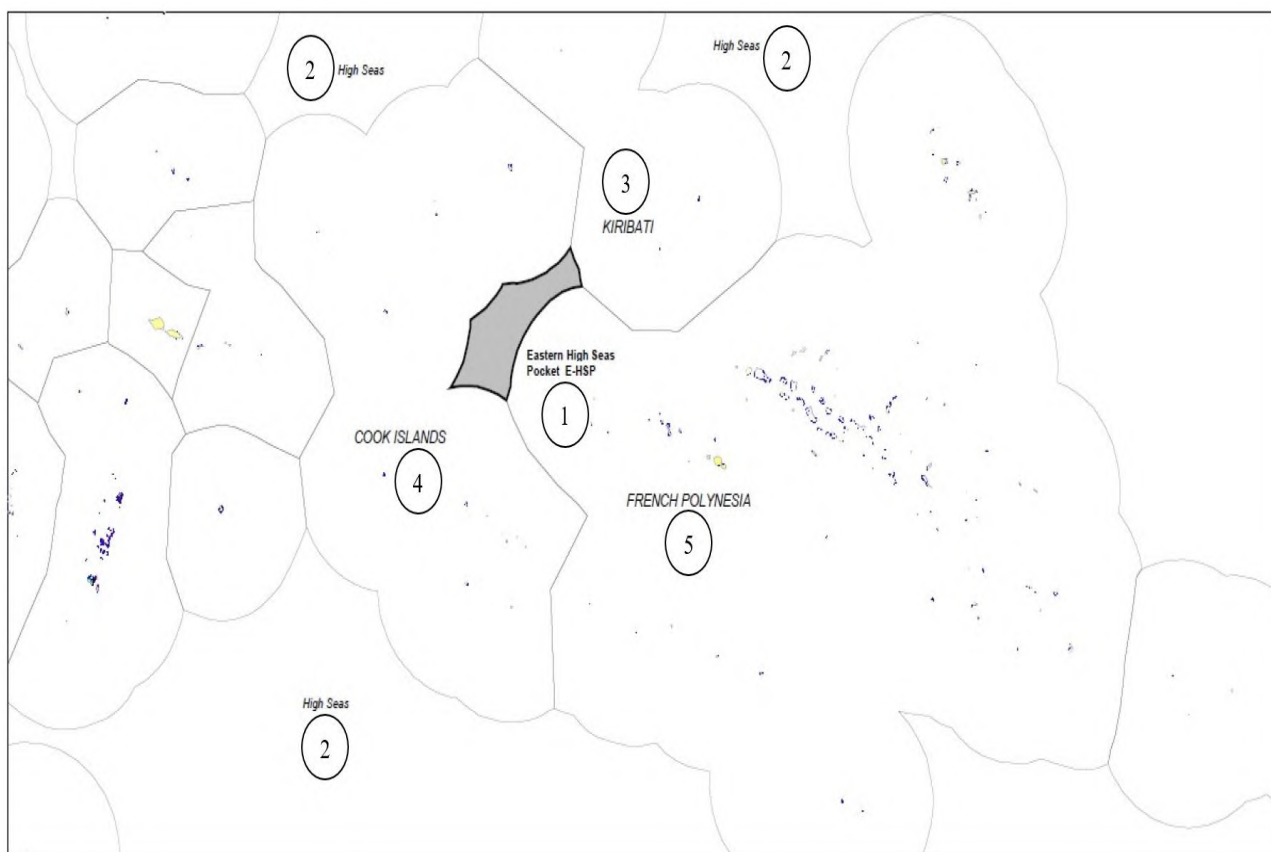 High Seas
2
2
High Seas
3
KIRIBATI
Eastern High Seas
Pocket E-HSP
1
COOK ISLANDS
4
FRENCH POLYNESIA
5
High Seas
2